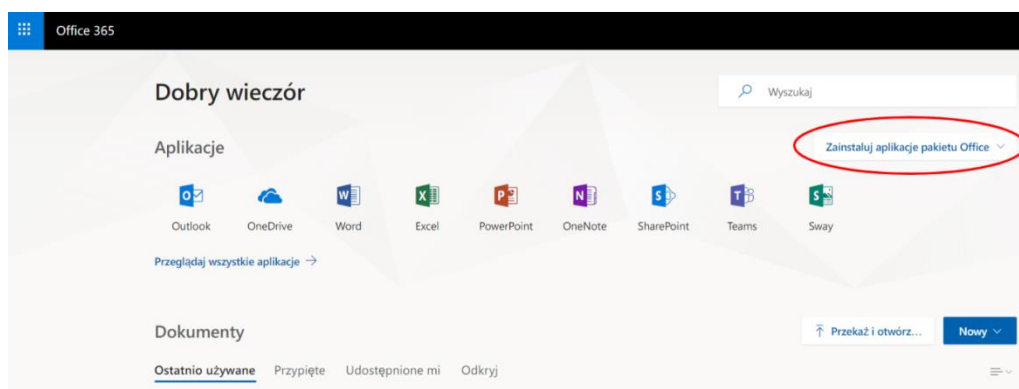 Office 365
Dobry wieczór
Wyszukaj
Aplikacje
Zainstaluj aplikacje pakietu Office
Outlook OneDrive Word Excel PowerPoint OneNote SharePoint Teams Sway
Przeglądaj wszystkie aplikacje →
Dokumenty
Przekaż i otwórz... Nowy
Ostatnio używane Przypięte Udostępnione mi Odkryj